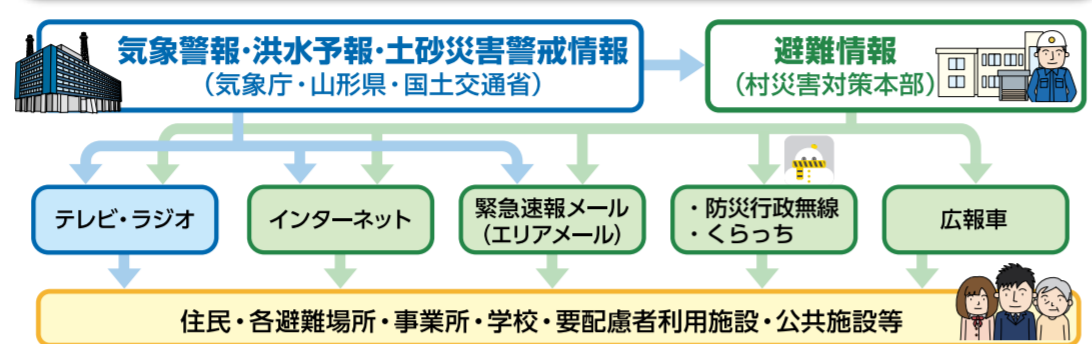 気象警報・洪水予報・土砂災害警戒情報
（気象庁・山形県・国土交通省）
避難情報
（村災害対策本部）
テレビ・ラジオ
インターネット
緊急速報メール
（エリアメール）
・防災行政無線
・くらっち
広報車
住民・各避難場所・事業所・学校・要配慮者利用施設・公共施設等